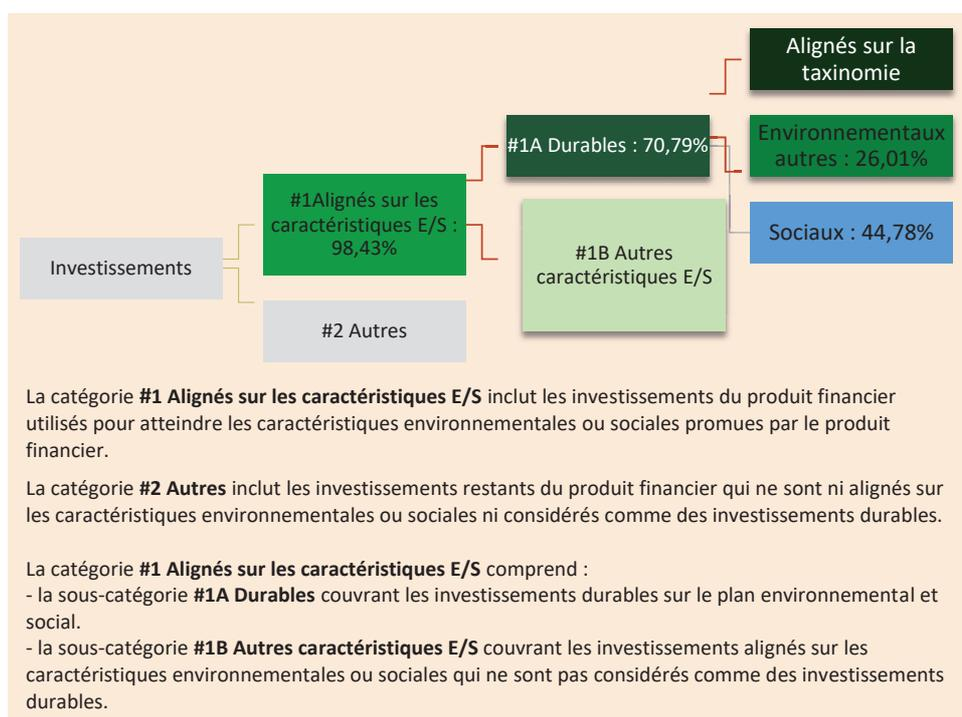 Alignés sur la
taxinomie
#1A Durables : 70,79%
Environnementaux
autres : 26,01%
#1Alignés sur les
caractéristiques E/S :
98,43%
Sociaux : 44,78%
#1B Autres
caractéristiques E/S
Investissements
#2 Autres
La catégorie #1 Alignés sur les caractéristiques E/S inclut les investissements du produit financier
utilisés pour atteindre les caractéristiques environnementales ou sociales promues par le produit
financier.
La catégorie #2 Autres inclut les investissements restants du produit financier qui ne sont ni alignés sur
les caractéristiques environnementales ou sociales ni considérés comme des investissements durables.
La catégorie #1 Alignés sur les caractéristiques E/S comprend :
- la sous-catégorie #1A Durables couvrant les investissements durables sur le plan environnemental et
social.
- la sous-catégorie #1B Autres caractéristiques E/S couvrant les investissements alignés sur les
caractéristiques environnementales ou sociales qui ne sont pas considérés comme des investissements
durables.